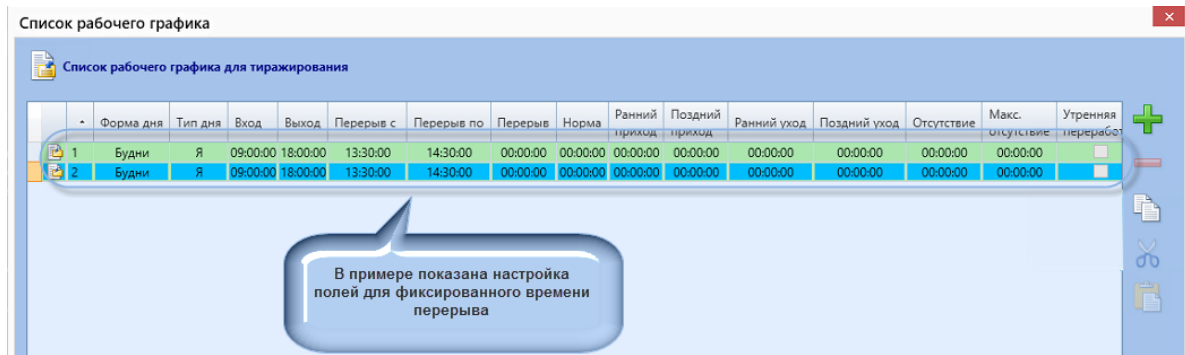 Список рабочего графика
Список рабочего графика для тиражирования
Форма дня Тип дня Вход Выход Перерыв с Перерыв по Перерыв Норма Ранний приход Поздний приход Ранний уход Поздний уход Отсутствие Макс. отсутствие Утренняя перерабо
1 Будни Я 09:00:00 18:00:00 13:30:00 14:30:00 00:00:00 00:00:00 00:00:00 00:00:00 00:00:00 00:00:00 00:00:00 00:00:00
2 Будни Я 09:00:00 18:00:00 13:30:00 14:30:00 00:00:00 00:00:00 00:00:00 00:00:00 00:00:00 00:00:00 00:00:00 00:00:00
В примере показана настройка
полей для фиксированного времени
перерыва